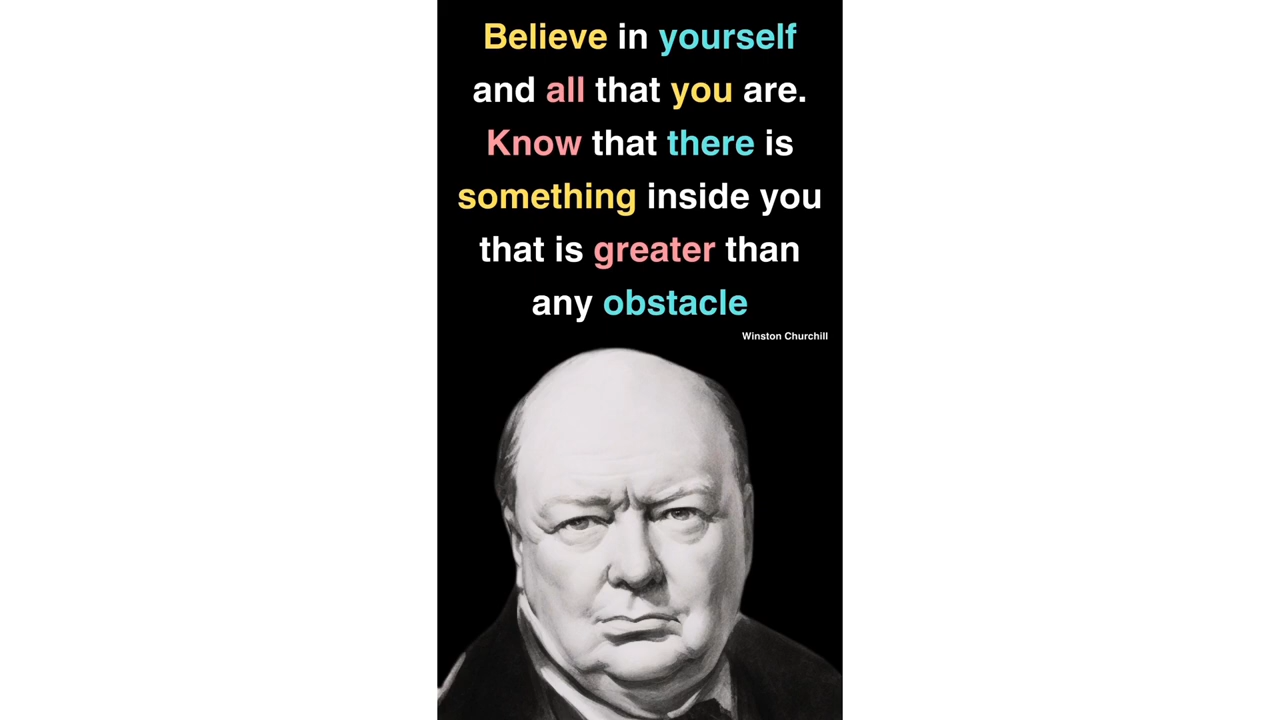 Believe in yourself
and all that you are.
Know that there is
something inside you
that is greater than
any obstacle
Winston Churchill